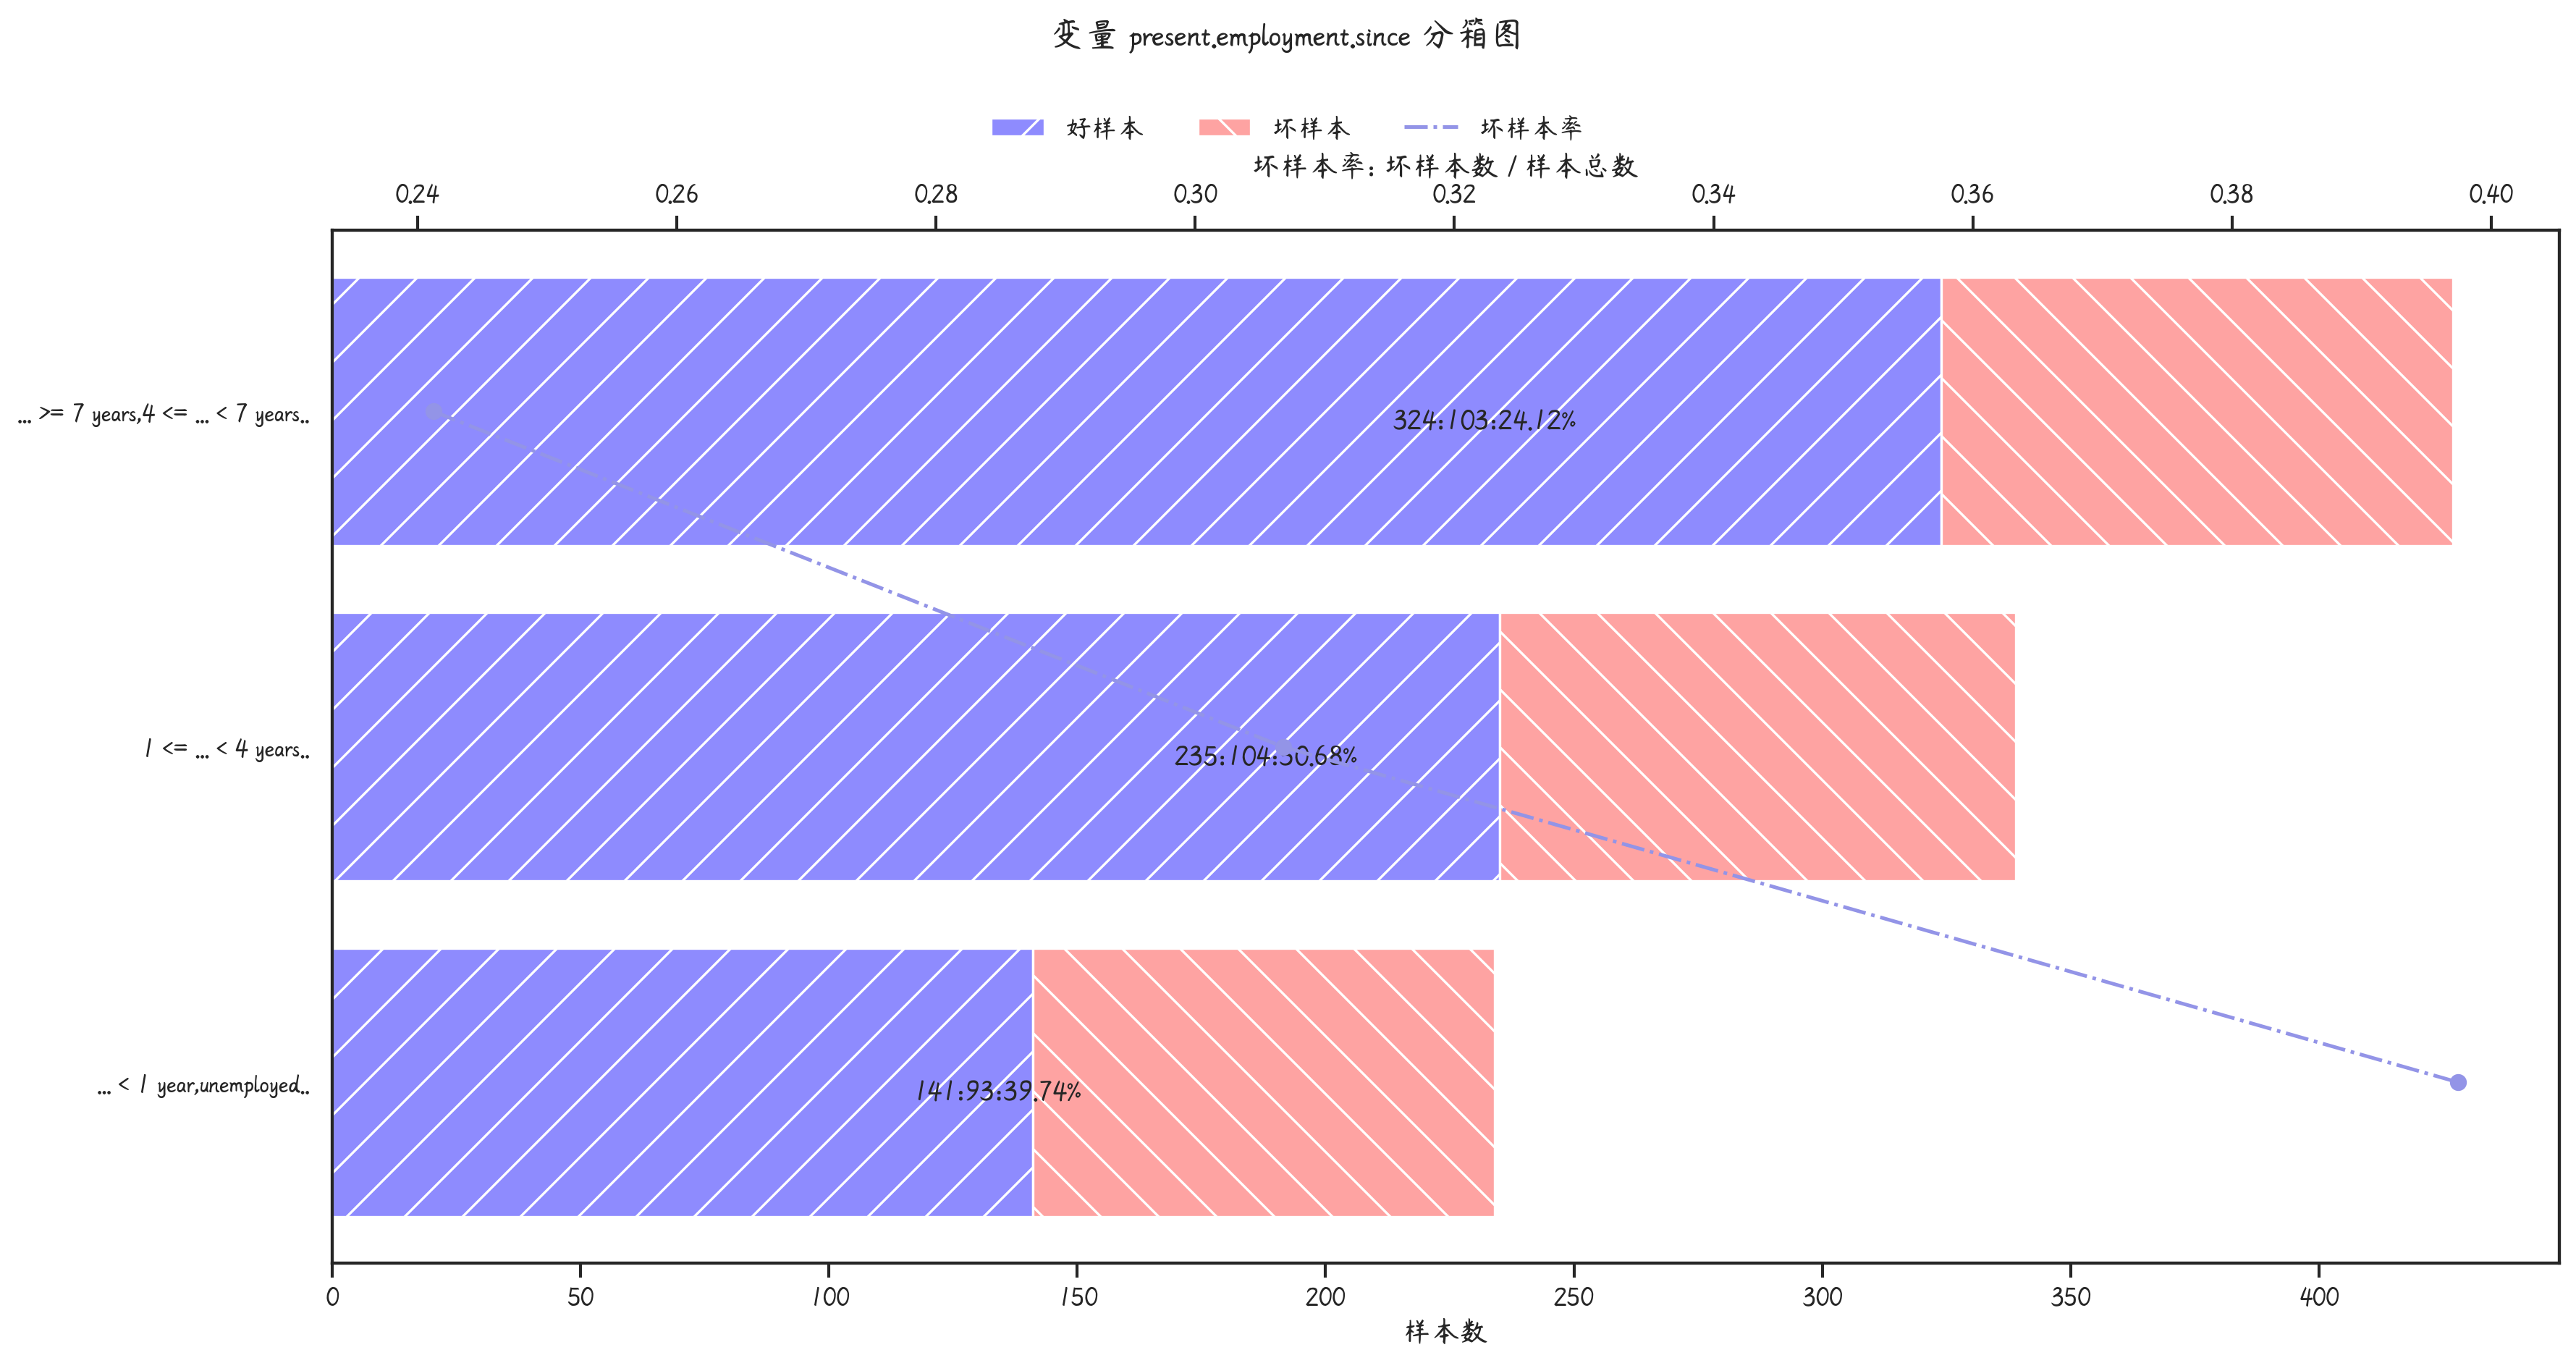 变量 present.employment.since 分箱图
好样本 坏样本 坏样本率
坏样本率: 坏样本数 / 样本总数
0.24 0.26 0.28 0.30 0.32 0.34 0.36 0.38 0.40
... >= 7 years,4 <= ... < 7 years..
324:103:24.12%
1 <= ... < 4 years..
235:104:30.68%
... < 1 year,unemployed..
141:93:39.74%
0 50 100 150 200 250 300 350 400
样本数